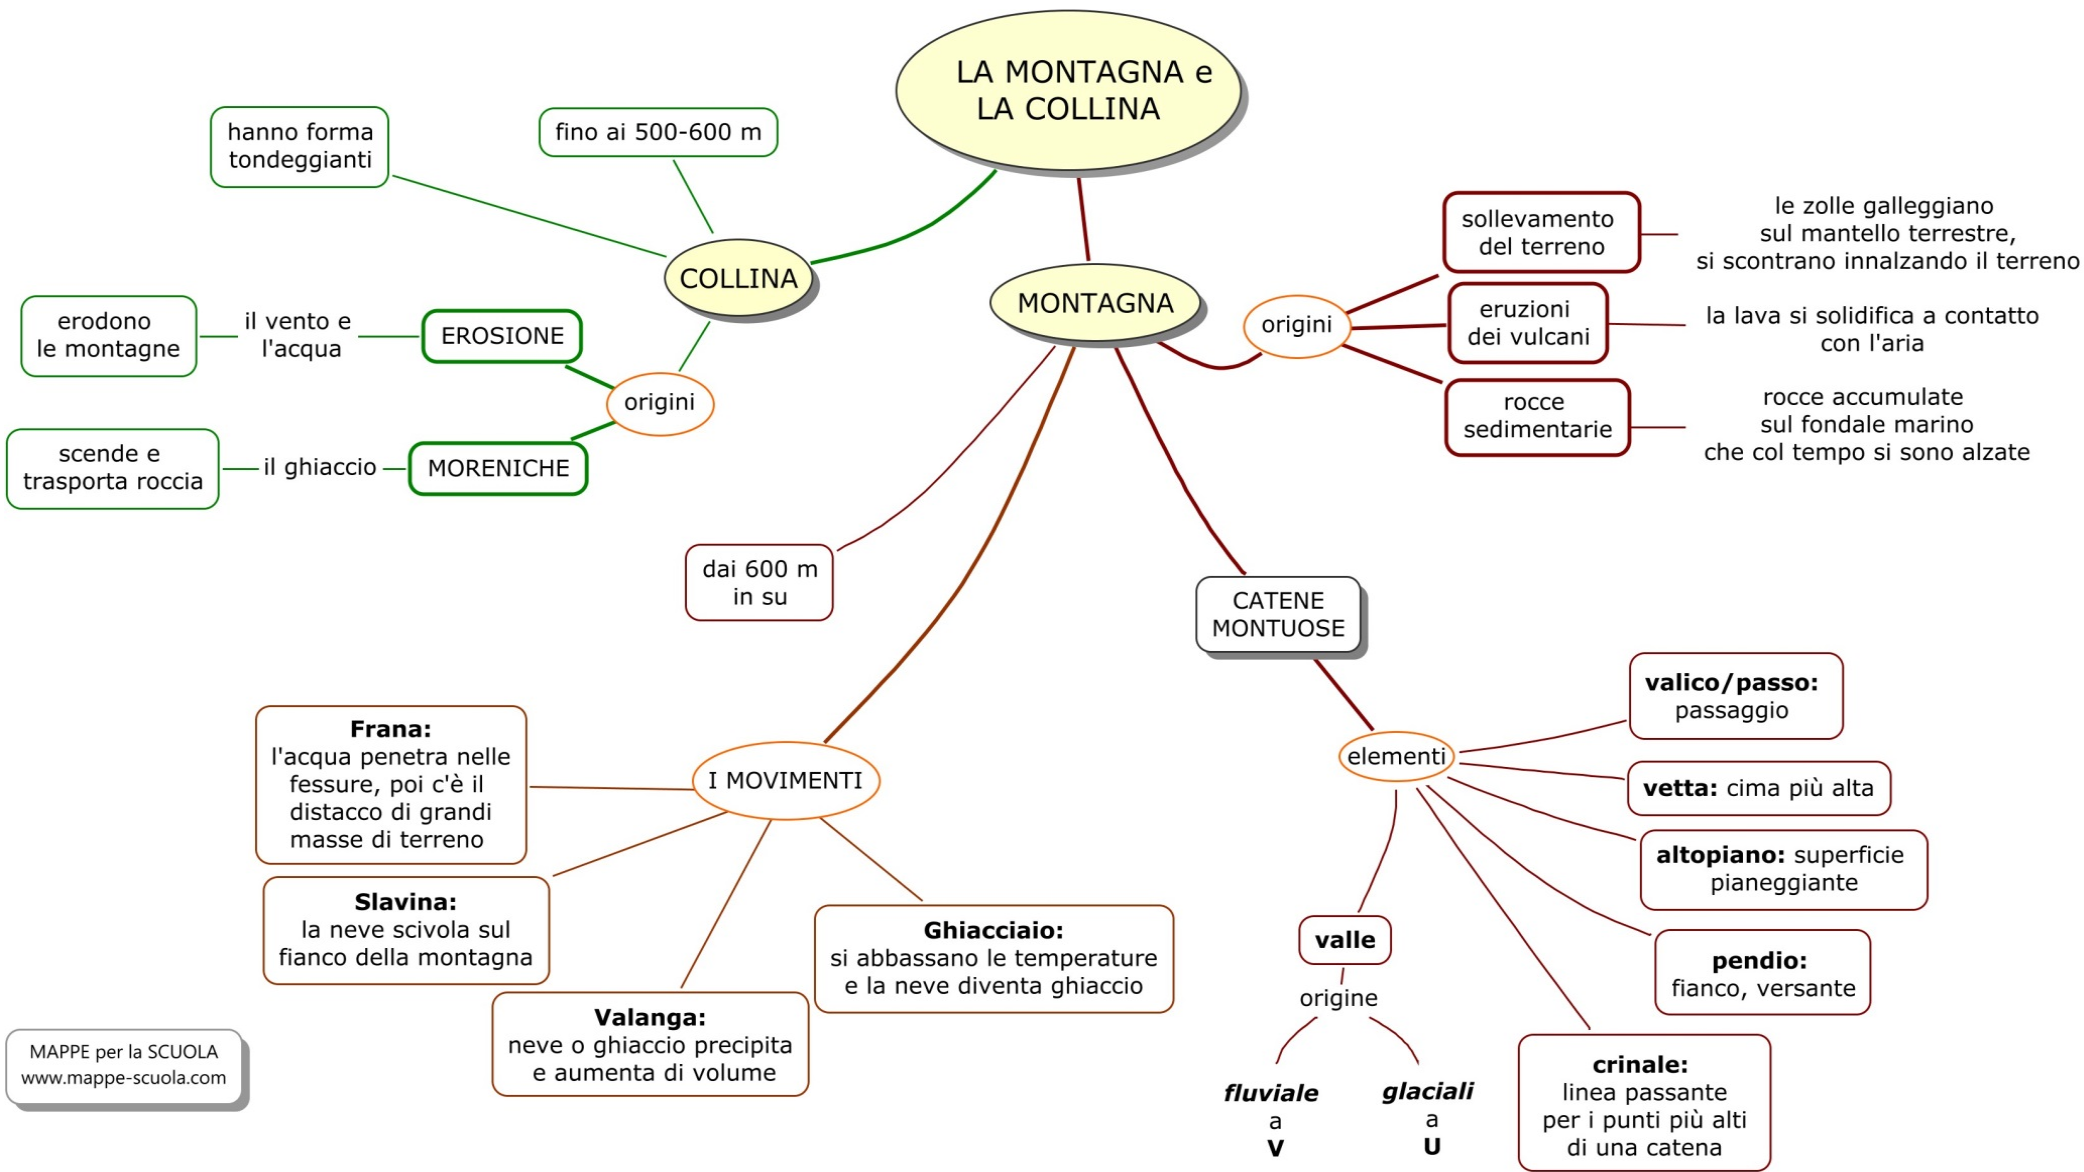 LA MONTAGNA e
LA COLLINA
hanno forma
tondeggianti
fino ai 500-600 m
COLLINA
il vento e
l'acqua
erodono
le montagne
EROSIONE
origini
scende e
trasporta roccia
il ghiaccio
MORENICHE
MONTAGNA
origini
sollevamento
del terreno
le zolle galleggiano
sul mantello terrestre,
si scontrano innalzando il terreno
eruzioni
dei vulcani
la lava si solidifica a contatto
con l'aria
rocce
sedimentarie
rocce accumulate
sul fondale marino
che col tempo si sono alzate
dai 600 m
in su
CATENE
MONTUOSE
elementi
valico/passo:
passaggio
vetta: cima più alta
altopiano: superficie
pianeggiante
pendio:
fianco, versante
crinale:
linea passante
per i punti più alti
di una catena
valle
origine
fluviale
a
V
glaciali
a
U
I MOVIMENTI
Frana:
l'acqua penetra nelle
fessure, poi c'è il
distacco di grandi
masse di terreno
Slavina:
la neve scivola sul
fianco della montagna
Valanga:
neve o ghiaccio precipita
e aumenta di volume
Ghiacciaio:
si abbassano le temperature
e la neve diventa ghiaccio
MAPPE per la SCUOLA
www.mappe-scuola.com